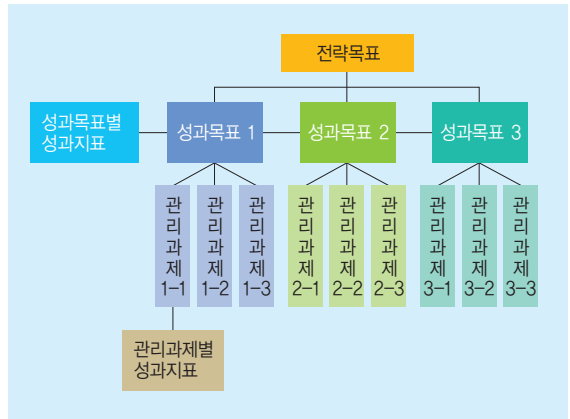 전략목표
성과목표별
성과지표
성과목표 1
성과목표 2
성과목표 3
관리과제 1-1
관리과제 1-2
관리과제 1-3
관리과제 2-1
관리과제 2-2
관리과제 2-3
관리과제 3-1
관리과제 3-2
관리과제 3-3
관리과제별
성과지표